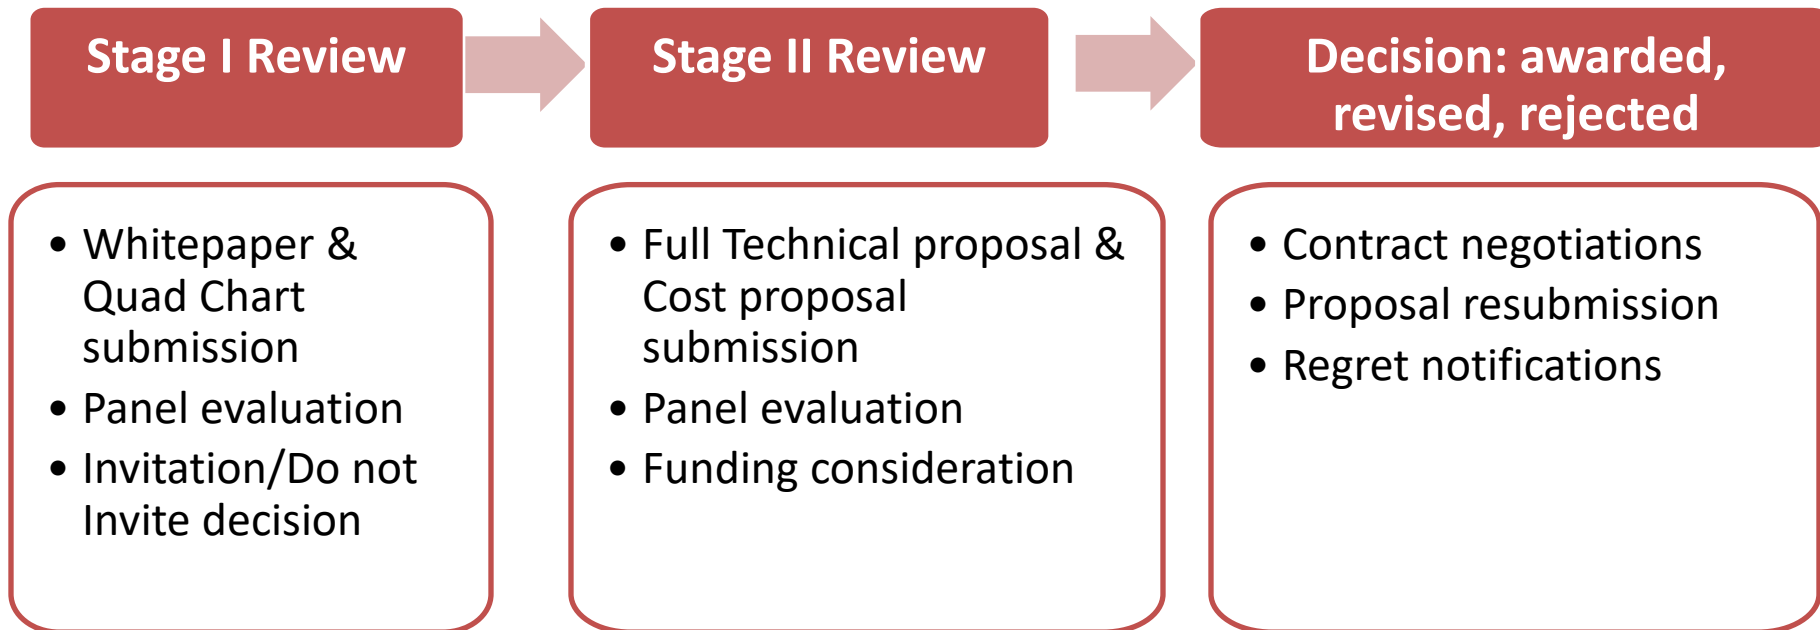 Stage I Review
Stage II Review
Decision: awarded,
revised, rejected
• Whitepaper &
Quad Chart
submission
• Panel evaluation
• Invitation/Do not
Invite decision
• Full Technical proposal &
Cost proposal
submission
• Panel evaluation
• Funding consideration
• Contract negotiations
• Proposal resubmission
• Regret notifications